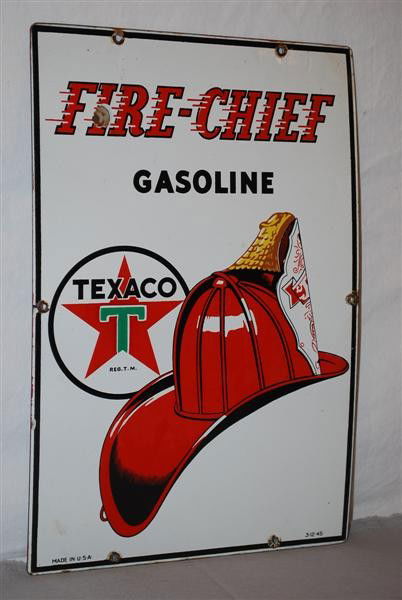 FIRE-CHIEF
GASOLINE
TEXACO
T
REG. T. M.
MADE IN U.S.A.
3-12-45